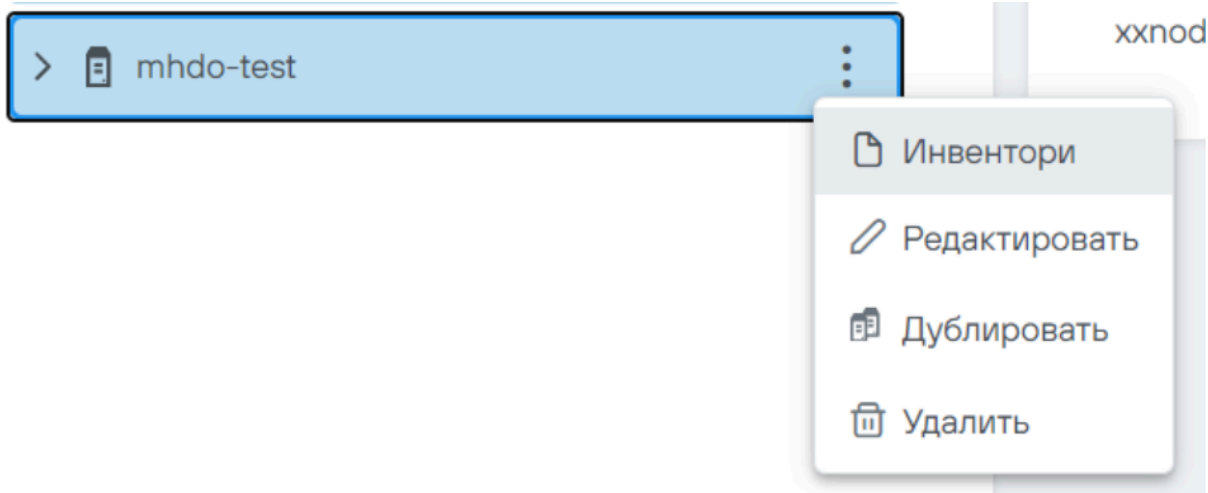 xxnod
mhdo-test
Инвентори
Редактировать
Дублировать
Удалить